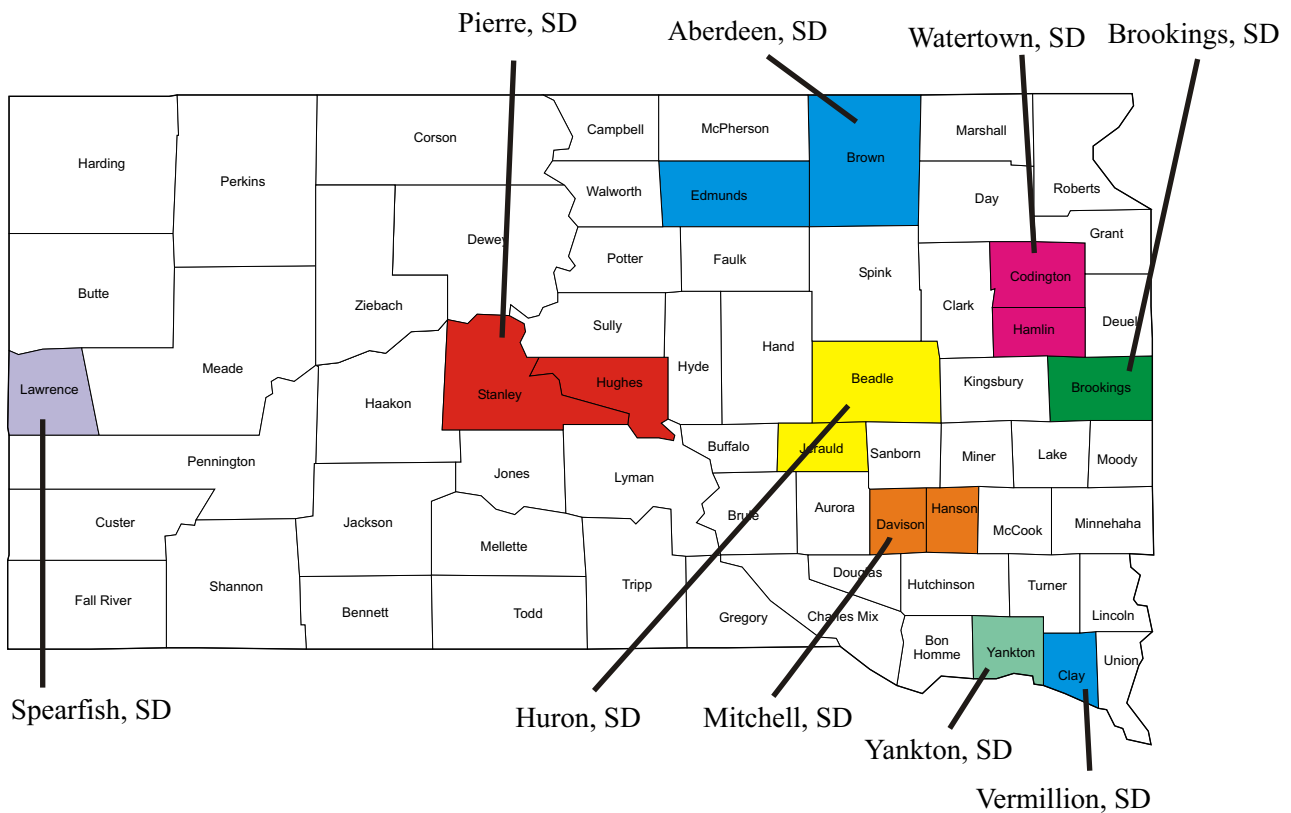 Pierre, SD
Aberdeen, SD
Watertown, SD
Brookings, SD
Harding
Perkins
Corson
Campbell
McPherson
Brown
Marshall
Roberts
Walworth
Edmunds
Day
Grant
Butte
Dewey
Ziebach
Potter
Faulk
Spink
Codington
Clark
Hamlin
Deuel
Sully
Hyde
Hand
Meade
Lawrence
Haakon
Stanley
Hughes
Beadle
Kingsbury
Brookings
Pennington
Jones
Lyman
Buffalo
Jerauld
Sanborn
Miner
Lake
Moody
Custer
Jackson
Mellette
Brule
Aurora
Davison
Hanson
McCook
Minnehaha
Fall River
Shannon
Bennett
Todd
Tripp
Gregory
Charles Mix
Douglas
Hutchinson
Turner
Lincoln
Bon
Homme
Yankton
Clay
Union
Spearfish, SD
Huron, SD
Mitchell, SD
Yankton, SD
Vermillion, SD